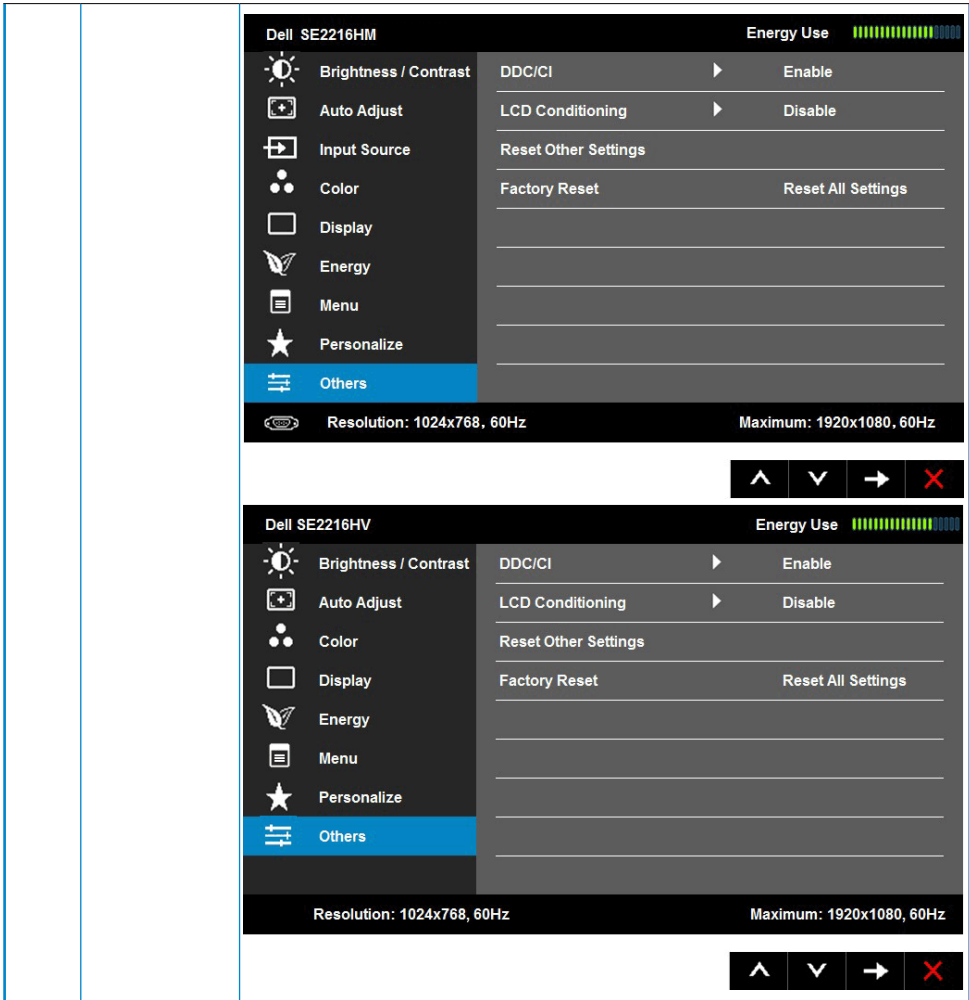 Dell SE2216HM Energy Use
Brightness / Contrast DDC/CI Enable
Auto Adjust LCD Conditioning Disable
Input Source Reset Other Settings
Color Factory Reset Reset All Settings
Display
Energy
Menu
Personalize
Others
Resolution: 1024x768, 60Hz Maximum: 1920x1080, 60Hz
Dell SE2216HV Energy Use
Brightness / Contrast DDC/CI Enable
Auto Adjust LCD Conditioning Disable
Color Reset Other Settings
Display Factory Reset Reset All Settings
Energy
Menu
Personalize
Others
Resolution: 1024x768, 60Hz Maximum: 1920x1080, 60Hz